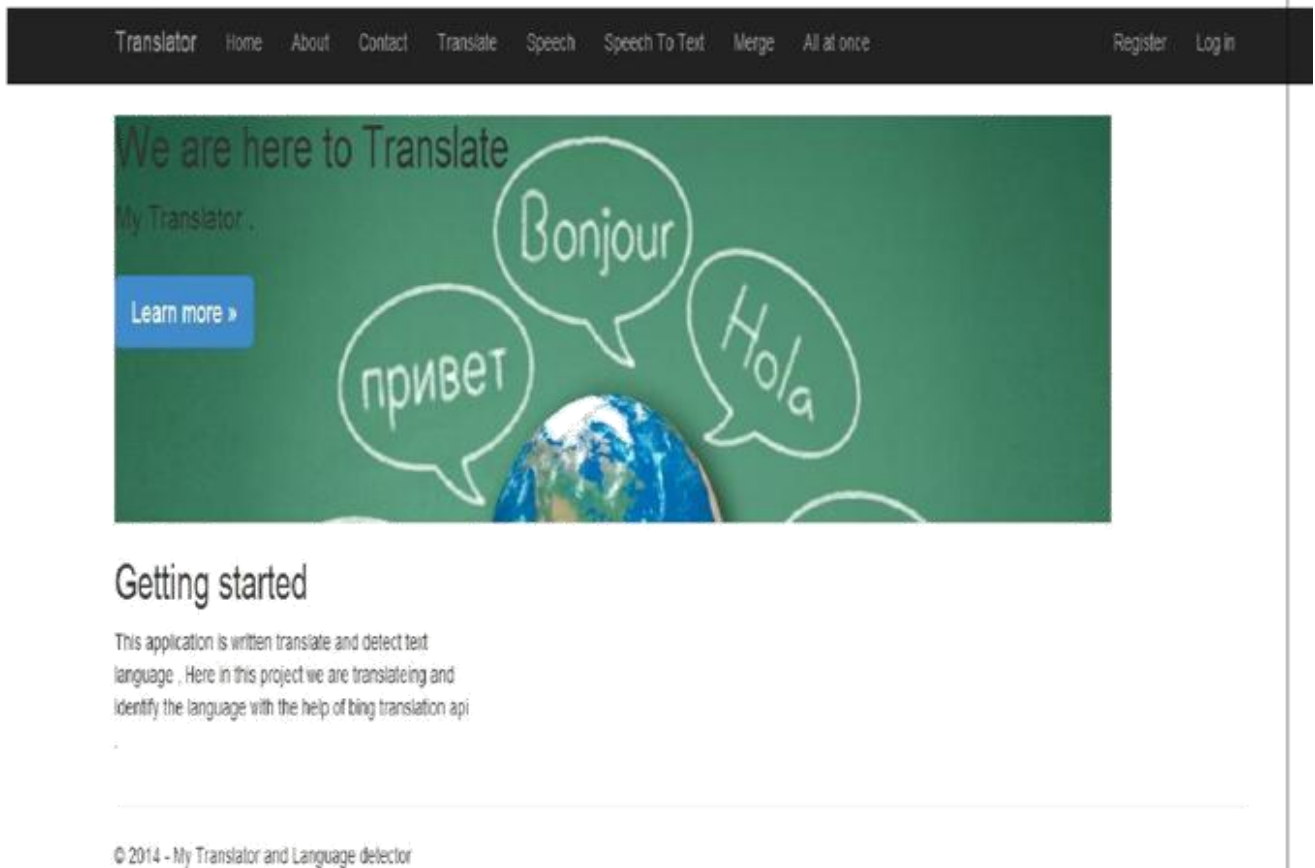 Translator Home About Contact Translate Speech Speech To Text Merge All at once Register Log in
We are here to Translate
My Translator .
Learn more »
Bonjour
Hola
привет
Getting started
This application is written translate and detect text
language . Here in this project we are translateing and
identify the language with the help of bing translation api
.
© 2014 - My Translator and Language detector